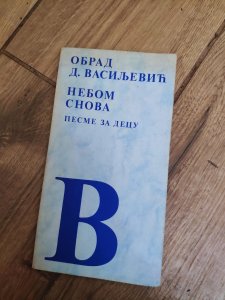 ОБРАД
Д. ВАСИЉЕВИЋ
НЕБОМ
СНОВА
ПЕСМЕ ЗА ДЕЦУ
В